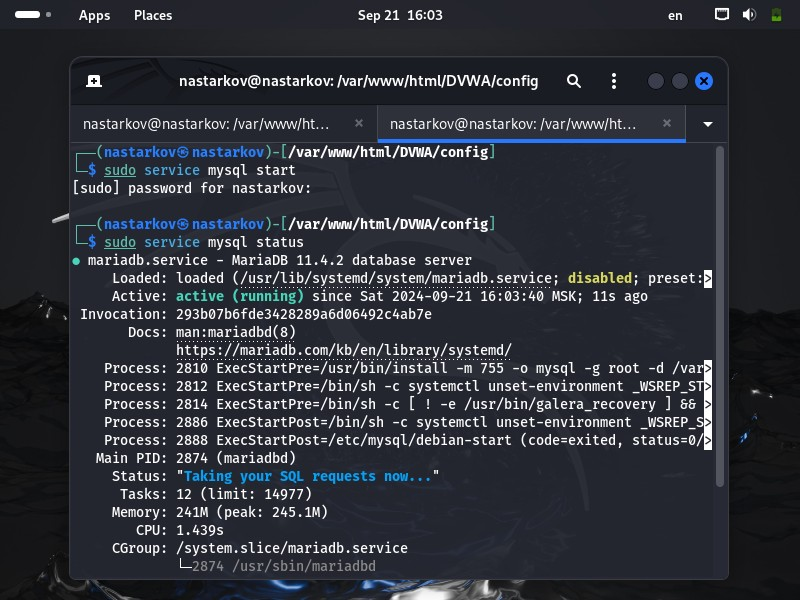 Apps Places Sep 21 16:03 en
nastarkov@nastarkov: /var/www/html/DVWA/config
nastarkov@nastarkov: /var/www/ht... × nastarkov@nastarkov: /var/www/ht... ×
┌──(nastarkov㉿nastarkov)-[/var/www/html/DVWA/config]
└─$ sudo service mysql start
[sudo] password for nastarkov:
┌──(nastarkov㉿nastarkov)-[/var/www/html/DVWA/config]
└─$ sudo service mysql status
● mariadb.service - MariaDB 11.4.2 database server
Loaded: loaded (/usr/lib/systemd/system/mariadb.service; disabled; preset:>
Active: active (running) since Sat 2024-09-21 16:03:40 MSK; 11s ago
Invocation: 293b07b6fde3428289a6d06492c4ab7e
Docs: man:mariadbd(8)
https://mariadb.com/kb/en/library/systemd/
Process: 2810 ExecStartPre=/usr/bin/install -m 755 -o mysql -g root -d /var>
Process: 2812 ExecStartPre=/bin/sh -c systemctl unset-environment _WSREP_ST>
Process: 2814 ExecStartPre=/bin/sh -c [ ! -e /usr/bin/galera_recovery ] && >
Process: 2886 ExecStartPost=/bin/sh -c systemctl unset-environment _WSREP_S>
Process: 2888 ExecStartPost=/etc/mysql/debian-start (code=exited, status=0/>
Main PID: 2874 (mariadbd)
Status: "Taking your SQL requests now..."
Tasks: 12 (limit: 14977)
Memory: 241M (peak: 245.1M)
CPU: 1.439s
CGroup: /system.slice/mariadb.service
└─2874 /usr/sbin/mariadbd